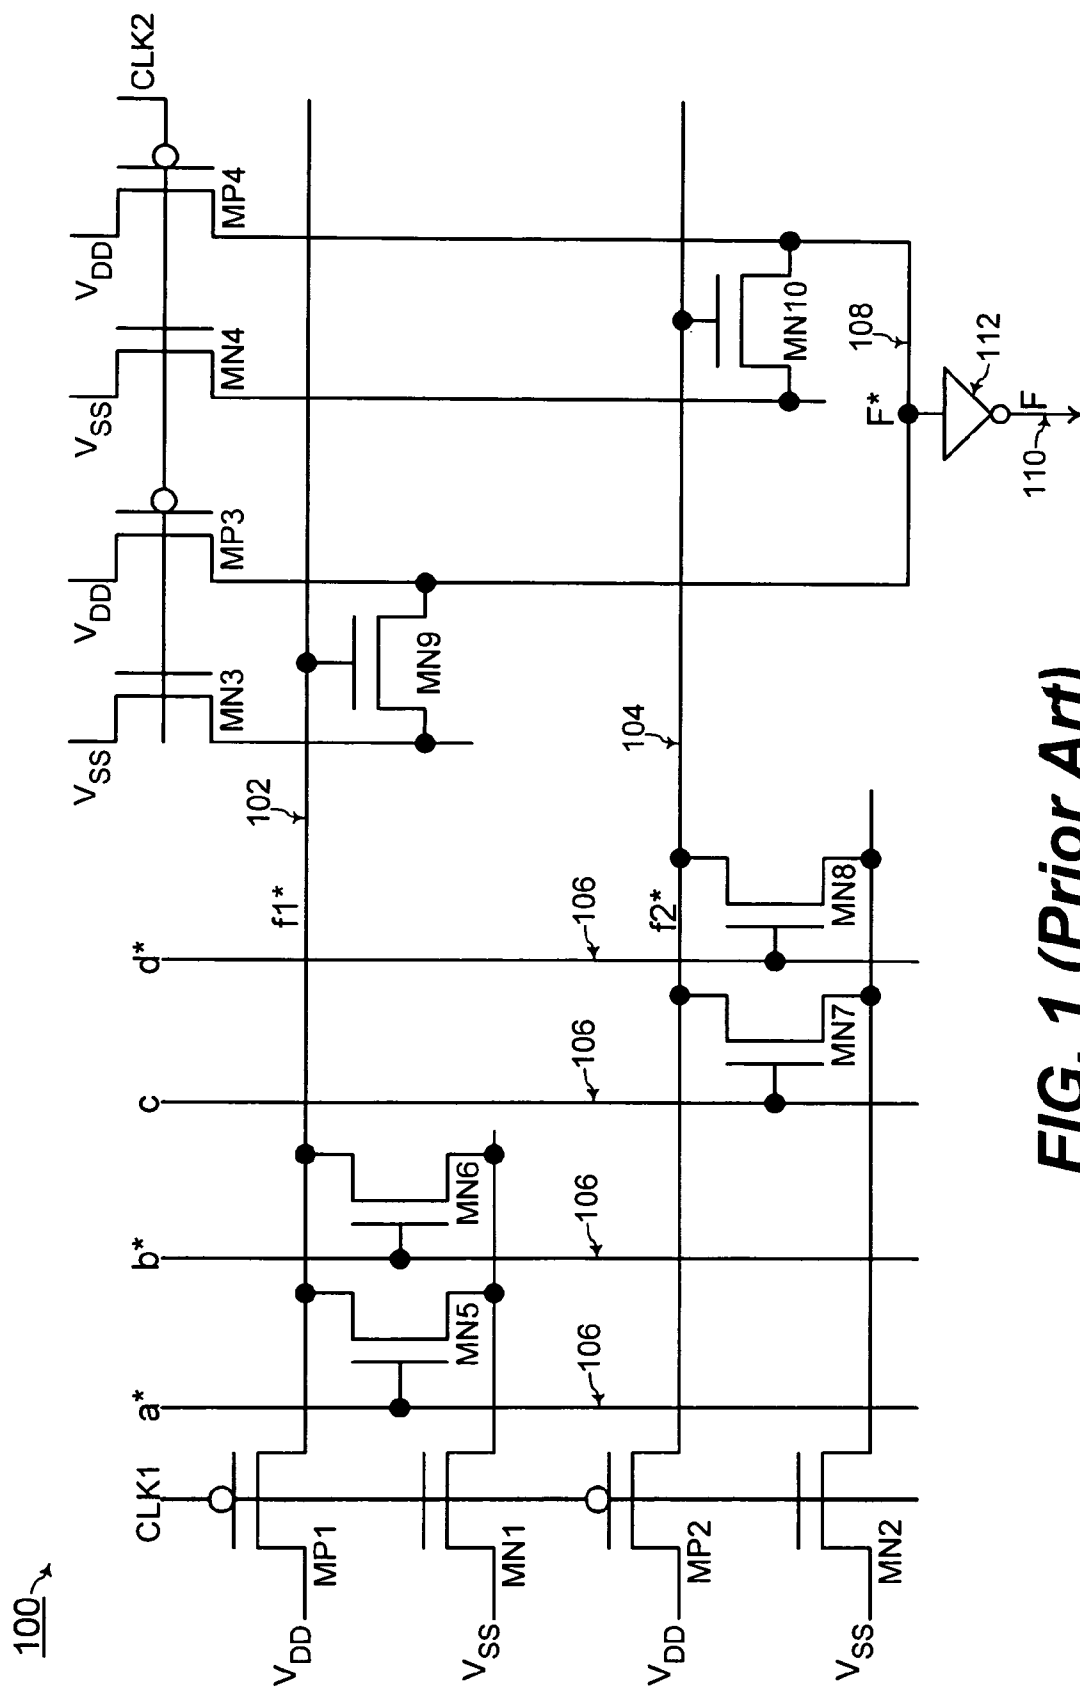 100
CLK2
VDD
VSS
VDD
VSS
MP4
MN4
MP3
MN3
MN9
MN10
102
f1*
104
f2*
108
F*
112
110
F
d*
c
b*
a*
106
106
106
106
MN8
MN7
MN6
MN5
CLK1
MP1
MN1
MP2
MN2
VDD
VSS
VDD
VSS
FIG. 1 (Prior Art)